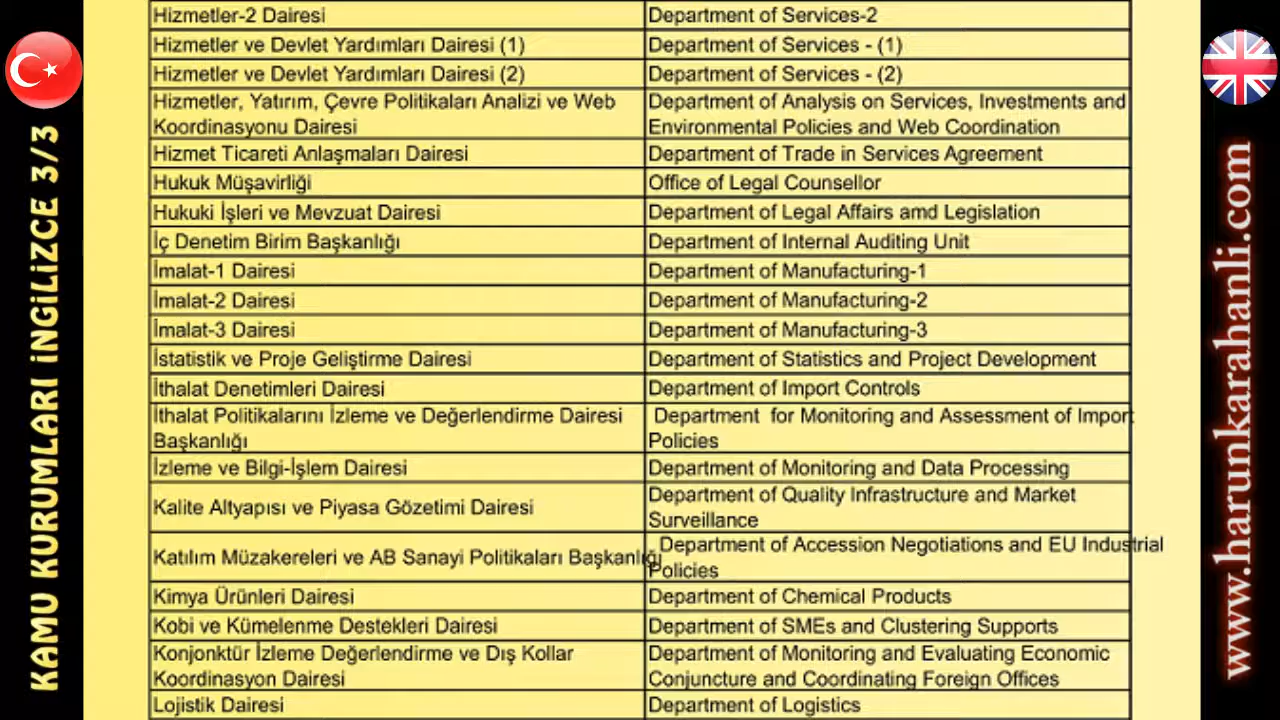 Hizmetler-2 Dairesi
Department of Services-2
Hizmetler ve Devlet Yardımları Dairesi (1)
Department of Services - (1)
Hizmetler ve Devlet Yardımları Dairesi (2)
Department of Services - (2)
Hizmetler, Yatırım, Çevre Politikaları Analizi ve Web
Koordinasyonu Dairesi
Department of Analysis on Services, Investments and
Environmental Policies and Web Coordination
Hizmet Ticareti Anlaşmaları Dairesi
Department of Trade in Services Agreement
Hukuk Müşavirliği
Office of Legal Counsellor
Hukuki İşleri ve Mevzuat Dairesi
Department of Legal Affairs amd Legislation
İç Denetim Birim Başkanlığı
Department of Internal Auditing Unit
İmalat-1 Dairesi
Department of Manufacturing-1
İmalat-2 Dairesi
Department of Manufacturing-2
İmalat-3 Dairesi
Department of Manufacturing-3
İstatistik ve Proje Geliştirme Dairesi
Department of Statistics and Project Development
İthalat Denetimleri Dairesi
Department of Import Controls
İthalat Politikalarını İzleme ve Değerlendirme Dairesi
Başkanlığı
Department for Monitoring and Assessment of Import
Policies
İzleme ve Bilgi-İşlem Dairesi
Department of Monitoring and Data Processing
Kalite Altyapısı ve Piyasa Gözetimi Dairesi
Department of Quality Infrastructure and Market
Surveillance
Katılım Müzakereleri ve AB Sanayi Politikaları Başkanlığı
Department of Accession Negotiations and EU Industrial
Policies
Kimya Ürünleri Dairesi
Department of Chemical Products
Kobi ve Kümelenme Destekleri Dairesi
Department of SMEs and Clustering Supports
Konjonktür İzleme Değerlendirme ve Dış Kollar
Koordinasyon Dairesi
Department of Monitoring and Evaluating Economic
Conjuncture and Coordinating Foreign Offices
Lojistik Dairesi
Department of Logistics
KAMU KURUMLARI İNGİLİZCE 3/3
www.harunkarahanli.com